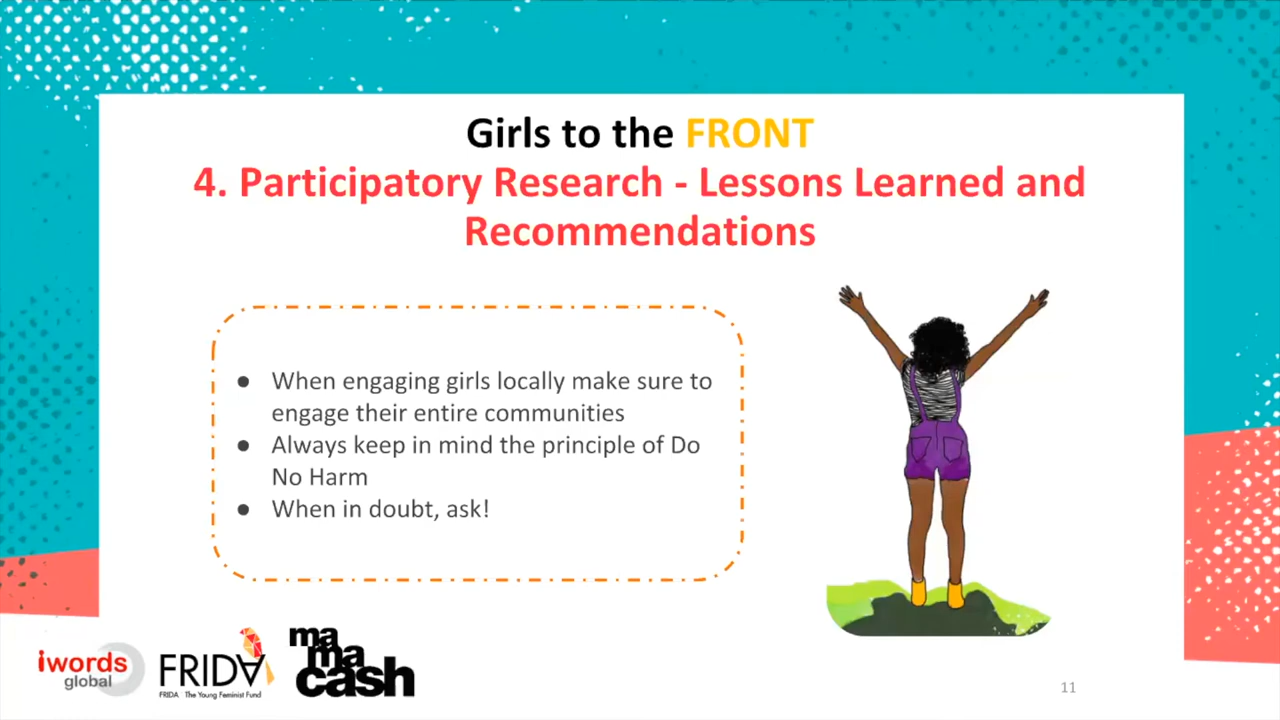 Girls to the FRONT
4. Participatory Research - Lessons Learned and
Recommendations
● When engaging girls locally make sure to
engage their entire communities
● Always keep in mind the principle of Do
No Harm
● When in doubt, ask!
iwords
global
FRIDA
FRIDA The Young Feminist Fund
ma
ma
cash
11